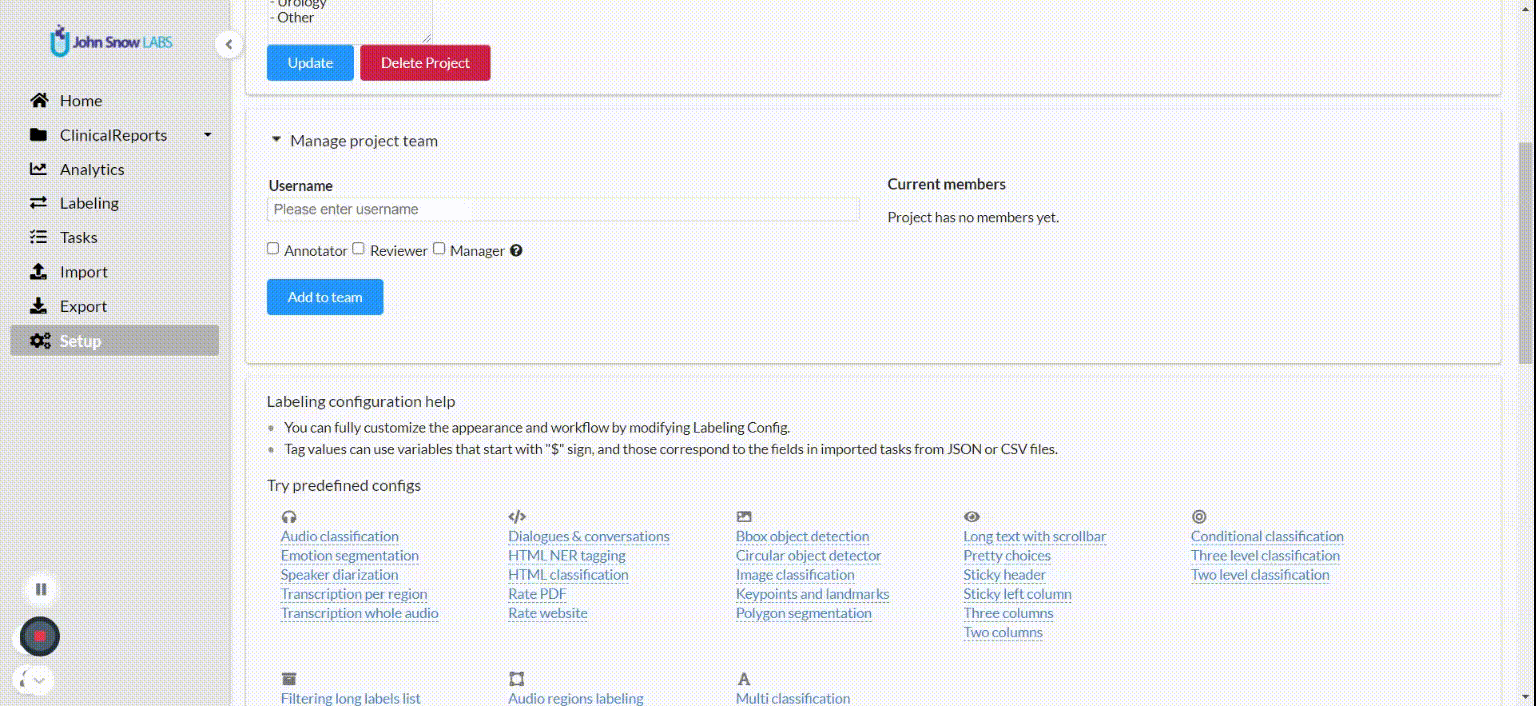 - Urology
- Other
John Snow LABS
Update Delete Project
Home
ClinicalReports
Analytics
Labeling
Tasks
Import
Export
Setup
Manage project team
Username
Please enter username
Current members
Project has no members yet.
Annotator Reviewer Manager
Add to team
Labeling configuration help
You can fully customize the appearance and workflow by modifying Labeling Config.
Tag values can use variables that start with "$" sign, and those correspond to the fields in imported tasks from JSON or CSV files.
Try predefined configs
Audio classification
Emotion segmentation
Speaker diarization
Transcription per region
Transcription whole audio
Dialogues & conversations
HTML NER tagging
HTML classification
Rate PDF
Rate website
Bbox object detection
Circular object detector
Image classification
Keypoints and landmarks
Polygon segmentation
Long text with scrollbar
Pretty choices
Sticky header
Sticky left column
Three columns
Two columns
Conditional classification
Three level classification
Two level classification
Filtering long labels list
Audio regions labeling
Multi classification